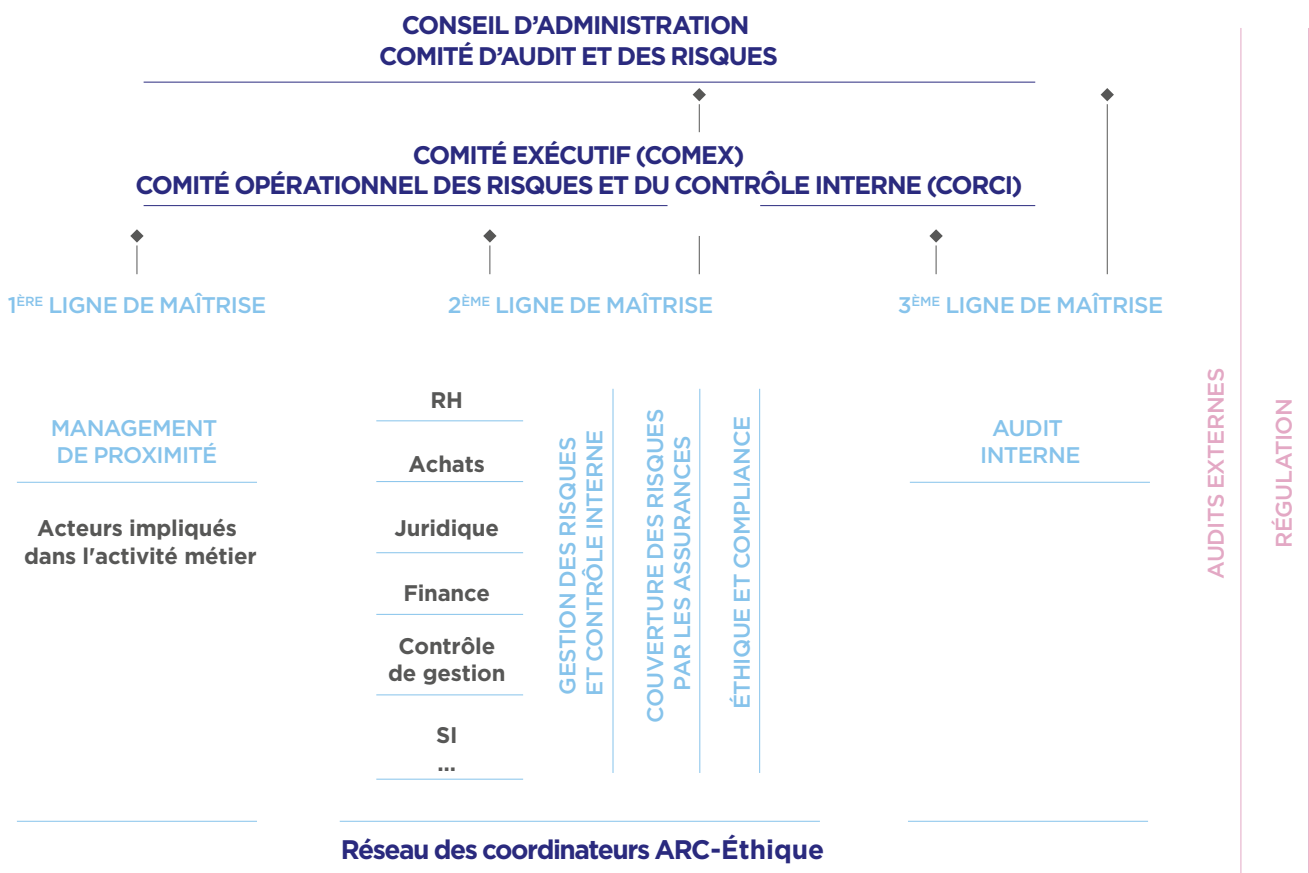 CONSEIL D’ADMINISTRATION
COMITÉ D’AUDIT ET DES RISQUES
COMITÉ EXÉCUTIF (COMEX)
COMITÉ OPÉRATIONNEL DES RISQUES ET DU CONTRÔLE INTERNE (CORCI)
1ÈRE LIGNE DE MAÎTRISE
2ÈME LIGNE DE MAÎTRISE
3ÈME LIGNE DE MAÎTRISE
MANAGEMENT
DE PROXIMITÉ
Acteurs impliqués
dans l'activité métier
RH
Achats
Juridique
Finance
Contrôle
de gestion
SI
...
GESTION DES RISQUES
ET CONTRÔLE INTERNE
COUVERTURE DES RISQUES
PAR LES ASSURANCES
ÉTHIQUE ET COMPLIANCE
AUDIT
INTERNE
AUDITS EXTERNES
RÉGULATION
Réseau des coordinateurs ARC-Éthique